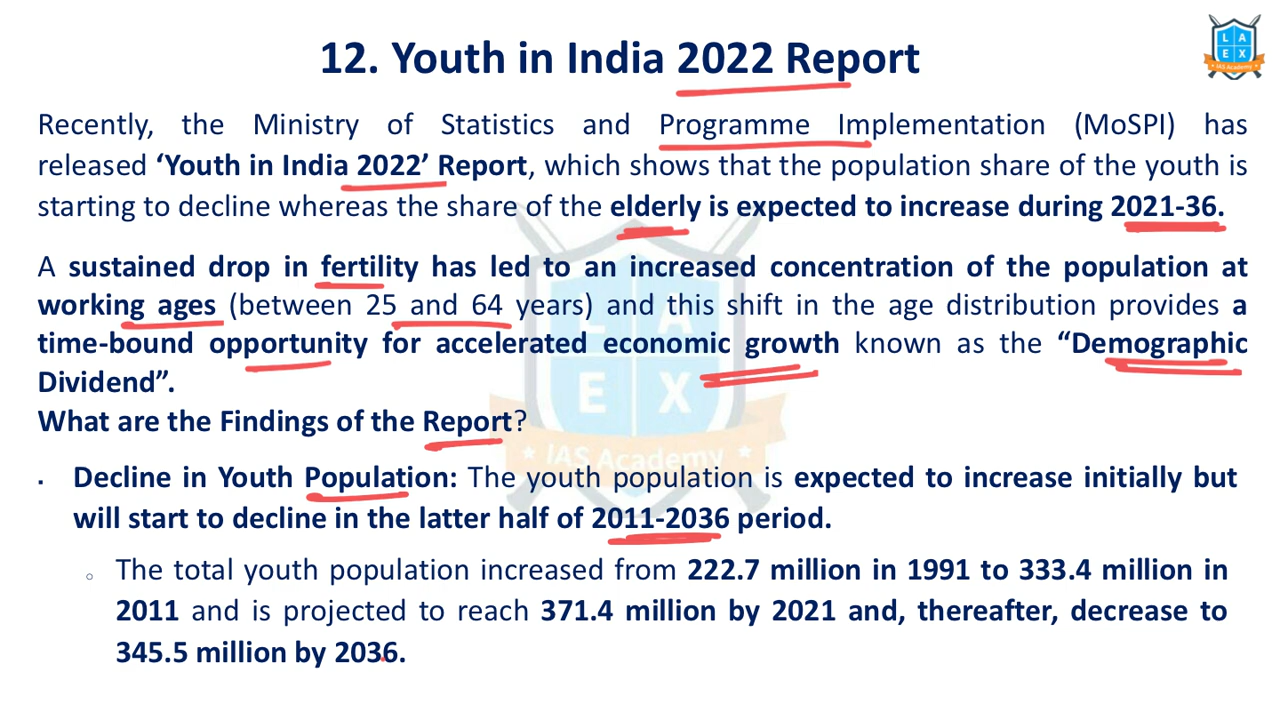 12. Youth in India 2022 Report
L A
E X
IAS Academy
Recently, the Ministry of Statistics and Programme Implementation (MoSPI) has
released ‘Youth in India 2022’ Report, which shows that the population share of the youth is
starting to decline whereas the share of the elderly is expected to increase during 2021-36.
A sustained drop in fertility has led to an increased concentration of the population at
working ages (between 25 and 64 years) and this shift in the age distribution provides a
time-bound opportunity for accelerated economic growth known as the “Demographic
Dividend”.
What are the Findings of the Report?
L A
E X
IAS Academy
▪ Decline in Youth Population: The youth population is expected to increase initially but
will start to decline in the latter half of 2011-2036 period.
○ The total youth population increased from 222.7 million in 1991 to 333.4 million in
2011 and is projected to reach 371.4 million by 2021 and, thereafter, decrease to
345.5 million by 2036.